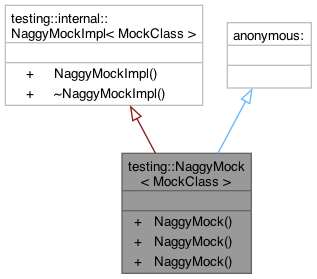 testing::internal::
NaggyMockImpl< MockClass >
+ NaggyMockImpl()
+ ~NaggyMockImpl()
anonymous:
testing::NaggyMock
< MockClass >
+ NaggyMock()
+ NaggyMock()
+ NaggyMock()